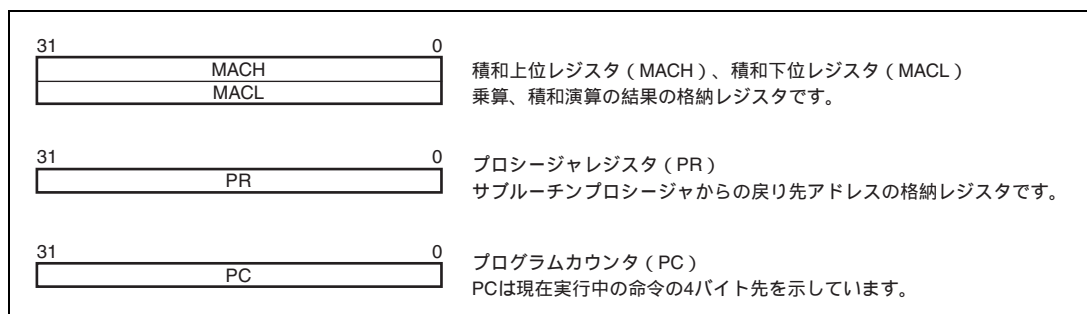 31 0
MACH
MACL
積和上位レジスタ（MACH）、積和下位レジスタ（MACL）
乗算、積和演算の結果の格納レジスタです。
31 0
PR
プロシージャレジスタ（PR）
サブルーチンプロシージャからの戻り先アドレスの格納レジスタです。
31 0
PC
プログラムカウンタ（PC）
PCは現在実行中の命令の4バイト先を示しています。